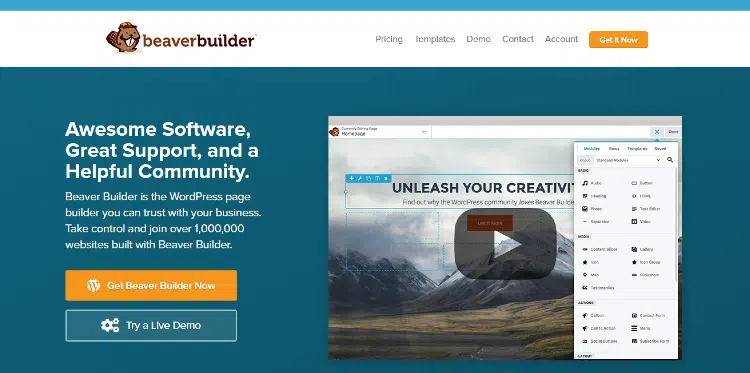 beaverbuilder
Pricing Templates Demo Contact Account Get It Now
Awesome Software,
Great Support, and a
Helpful Community.
Beaver Builder is the WordPress page
builder you can trust with your business.
Take control and join over 1,000,000
websites built with Beaver Builder.
Get Beaver Builder Now
Try a Live Demo
Currently Editing Page
Homepage
Done
UNLEASH YOUR CREATIVIT
Find out why the WordPress community loves Beaver Builde
Modules Rows Templates Saved
Group Standard Modules
BASIC
Audio Button
Heading HTML
Photo Text Editor
Separator Video
MEDIA
Content Slider Gallery
Icon Icon Group
Map Slideshow
Testimonials
ACTIONS
Callout Contact Form
Call to Action Menu
Social Buttons Subscribe Form
LAYOUT